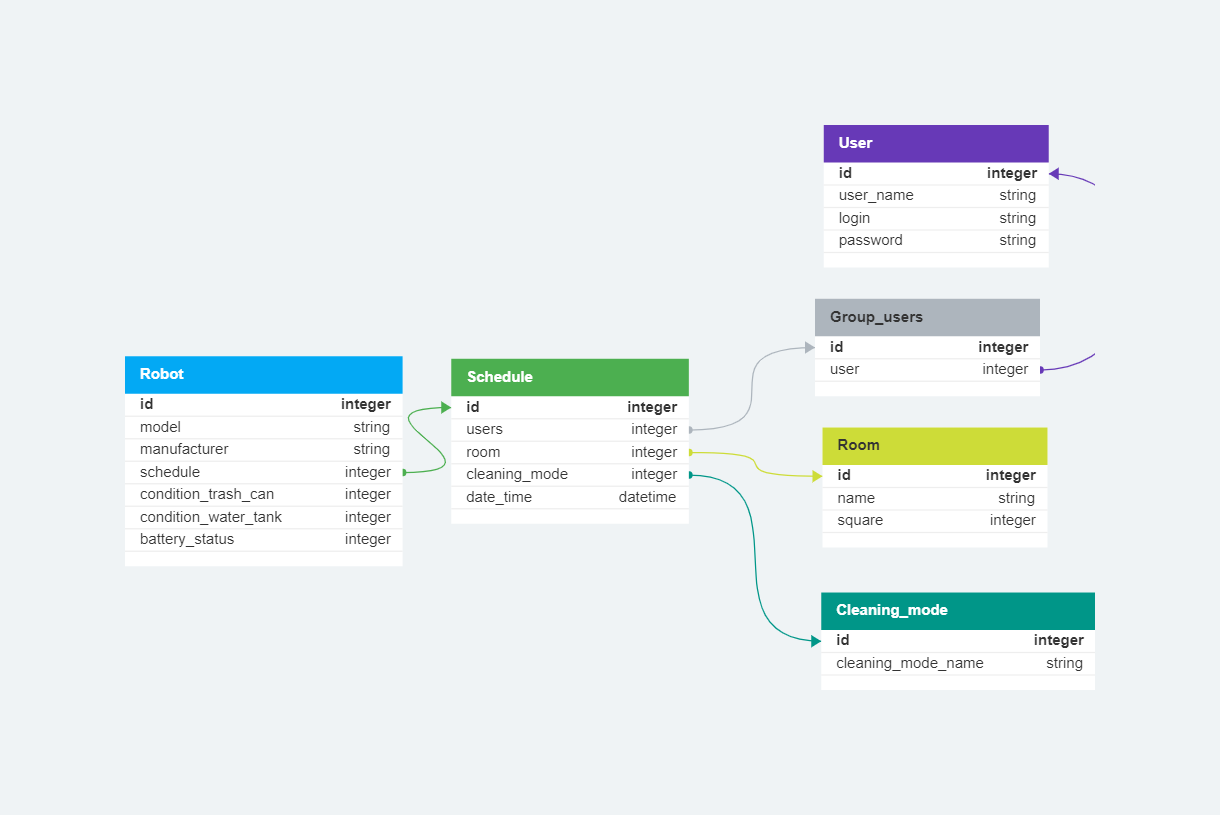 User
id integer
user_name string
login string
password string
Group_users
id integer
user integer
Robot
id integer
model string
manufacturer string
schedule integer
condition_trash_can integer
condition_water_tank integer
battery_status integer
Schedule
id integer
users integer
room integer
cleaning_mode integer
date_time datetime
Room
id integer
name string
square integer
Cleaning_mode
id integer
cleaning_mode_name string